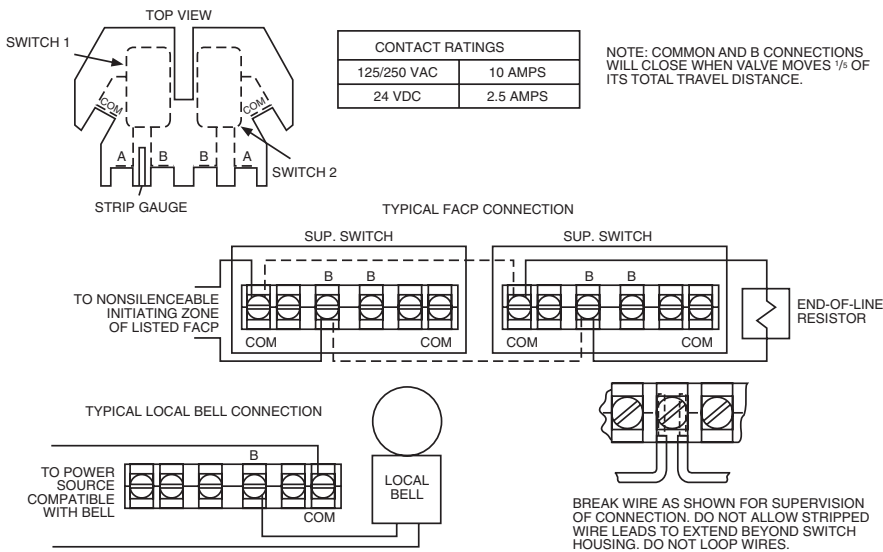 TOP VIEW
SWITCH 1
COM
COM
A
B
B
A
SWITCH 2
STRIP GAUGE
CONTACT RATINGS
125/250 VAC
10 AMPS
24 VDC
2.5 AMPS
NOTE: COMMON AND B CONNECTIONS
WILL CLOSE WHEN VALVE MOVES 1/5 OF
ITS TOTAL TRAVEL DISTANCE.
TYPICAL FACP CONNECTION
SUP. SWITCH
SUP. SWITCH
B
B
B
B
TO NONSILENCEABLE
INITIATING ZONE
OF LISTED FACP
COM
COM
COM
COM
END-OF-LINE
RESISTOR
TYPICAL LOCAL BELL CONNECTION
B
TO POWER
SOURCE
COMPATIBLE
WITH BELL
COM
LOCAL
BELL
BREAK WIRE AS SHOWN FOR SUPERVISION
OF CONNECTION. DO NOT ALLOW STRIPPED
WIRE LEADS TO EXTEND BEYOND SWITCH
HOUSING. DO NOT LOOP WIRES.